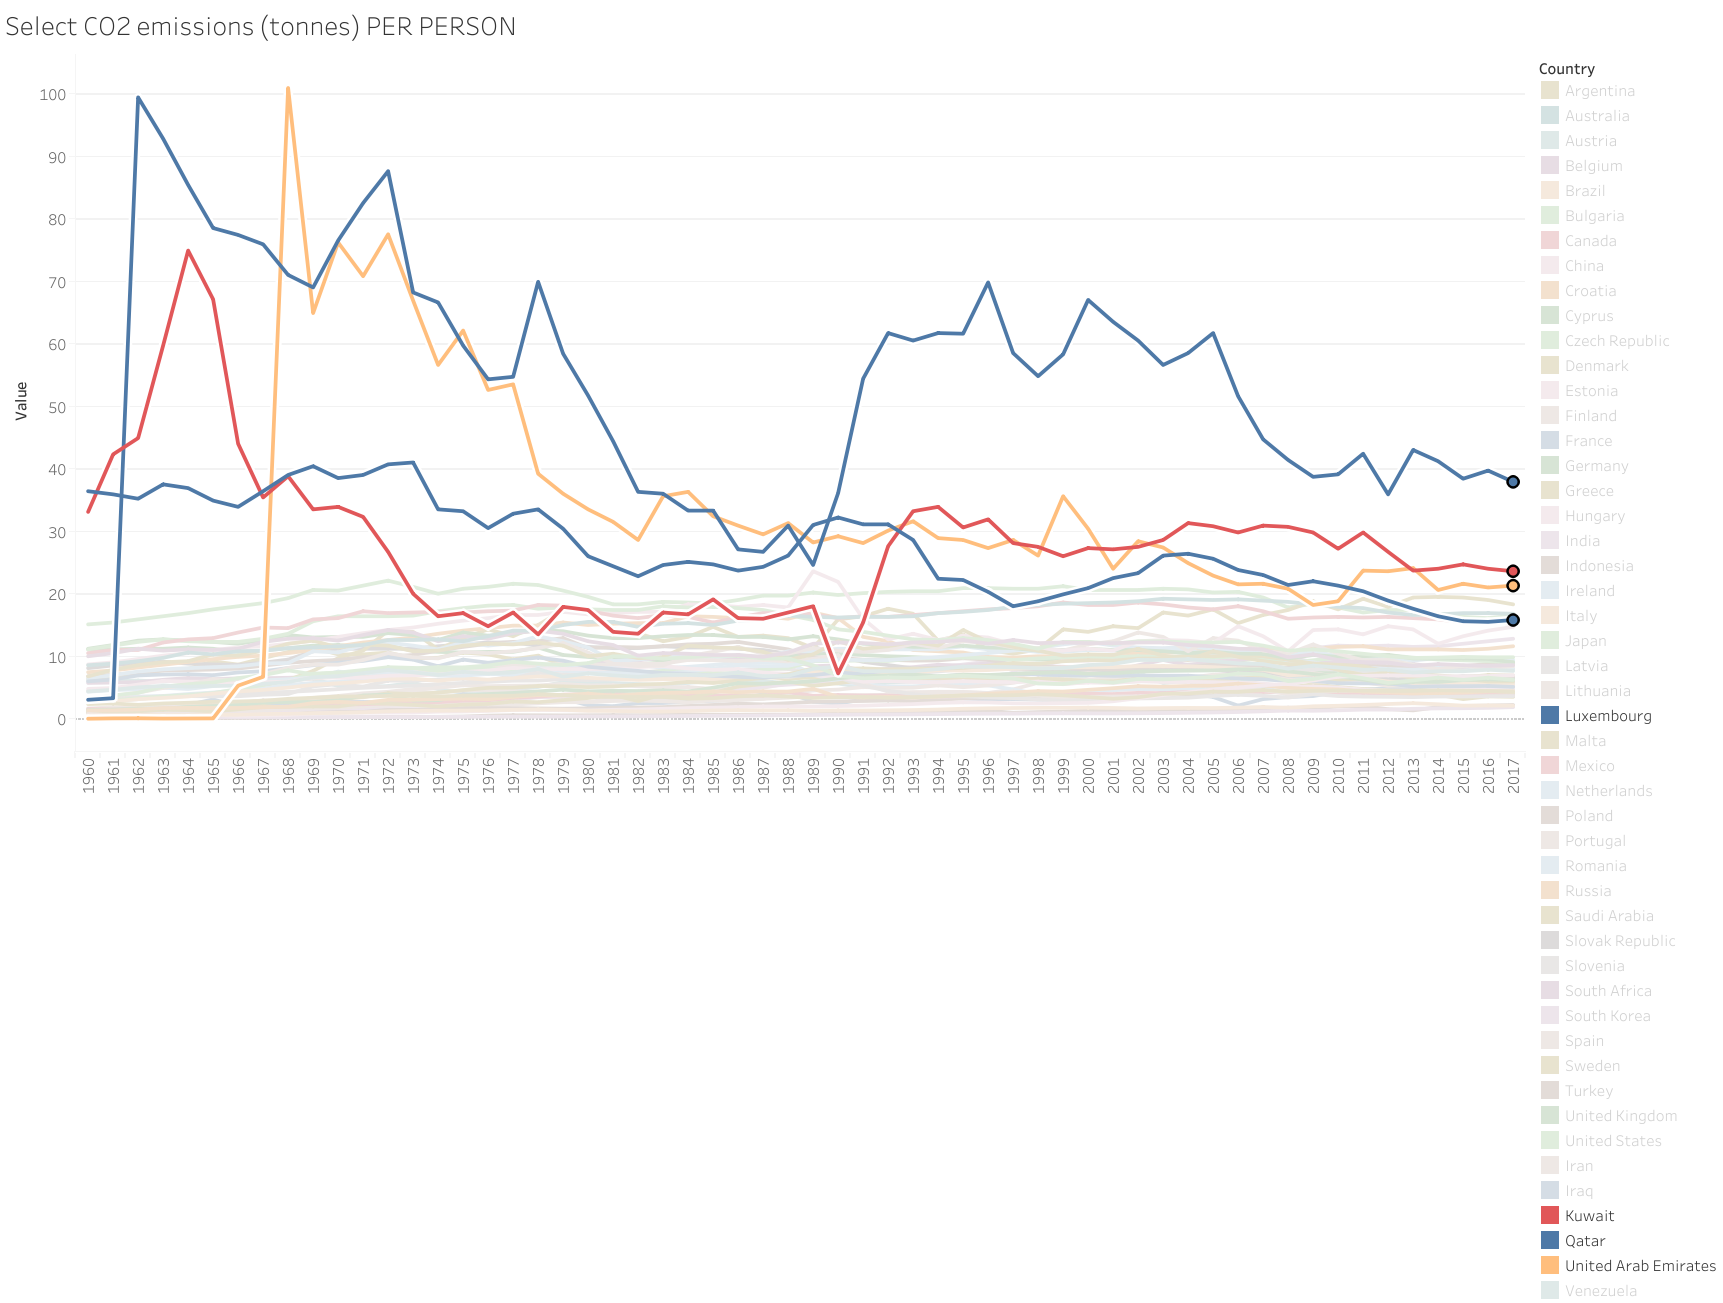 Select CO2 emissions (tonnes) PER PERSON
Country
Argentina
Australia
Austria
Belgium
Brazil
Bulgaria
Canada
China
Croatia
Cyprus
Czech Republic
Denmark
Estonia
Finland
France
Germany
Greece
Hungary
India
Indonesia
Ireland
Italy
Japan
Latvia
Lithuania
Luxembourg
Malta
Mexico
Netherlands
Poland
Portugal
Romania
Russia
Saudi Arabia
Slovak Republic
Slovenia
South Africa
South Korea
Spain
Sweden
Turkey
United Kingdom
United States
Iran
Iraq
Kuwait
Qatar
United Arab Emirates
Venezuela
Value
100
90
80
70
60
50
40
30
20
10
0
1960 1961 1962 1963 1964 1965 1966 1967 1968 1969 1970 1971 1972 1973 1974 1975 1976 1977 1978 1979 1980 1981 1982 1983 1984 1985 1986 1987 1988 1989 1990 1991 1992 1993 1994 1995 1996 1997 1998 1999 2000 2001 2002 2003 2004 2005 2006 2007 2008 2009 2010 2011 2012 2013 2014 2015 2016 2017